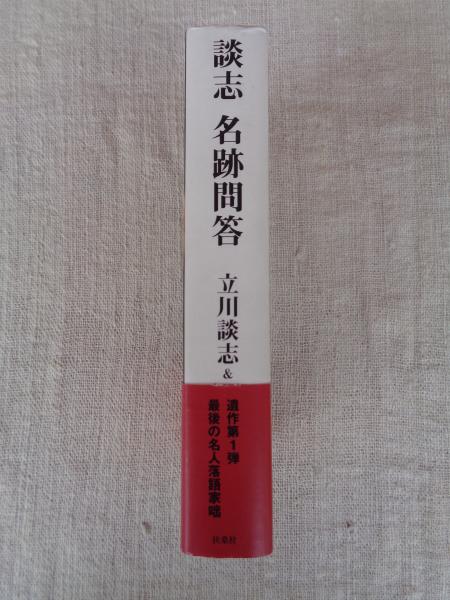 談志 名跡問答
立川談志 &
遺作第1弾
最後の名人落語家咄
扶桑社